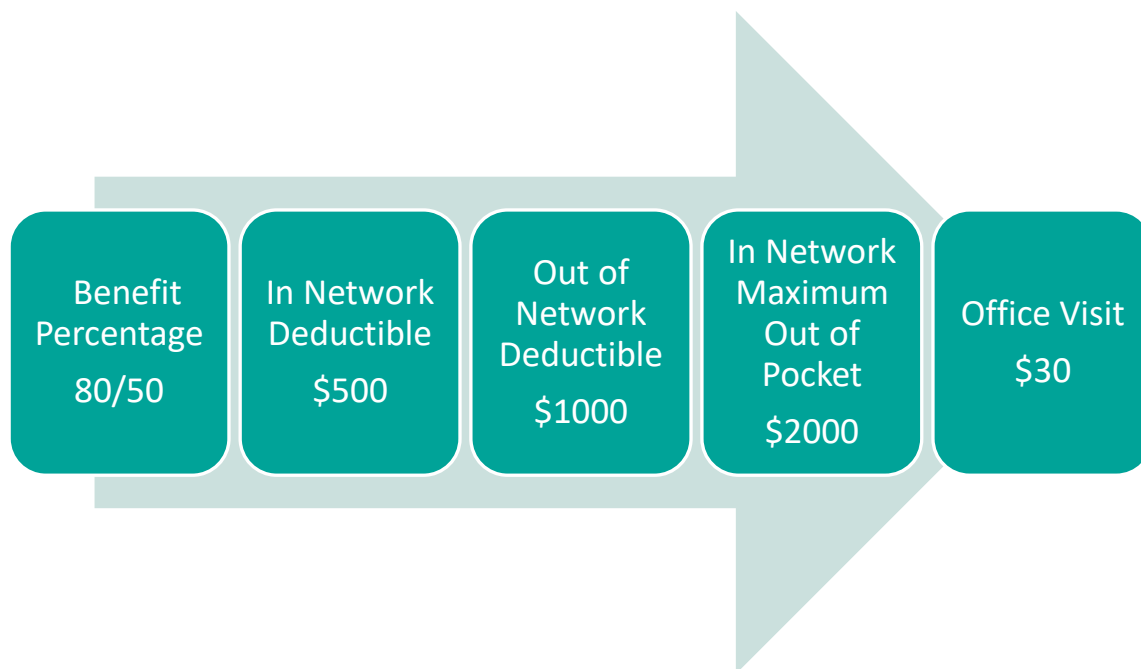 Benefit
Percentage
80/50
In Network
Deductible
$500
Out of
Network
Deductible
$1000
In Network
Maximum
Out of
Pocket
$2000
Office Visit
$30